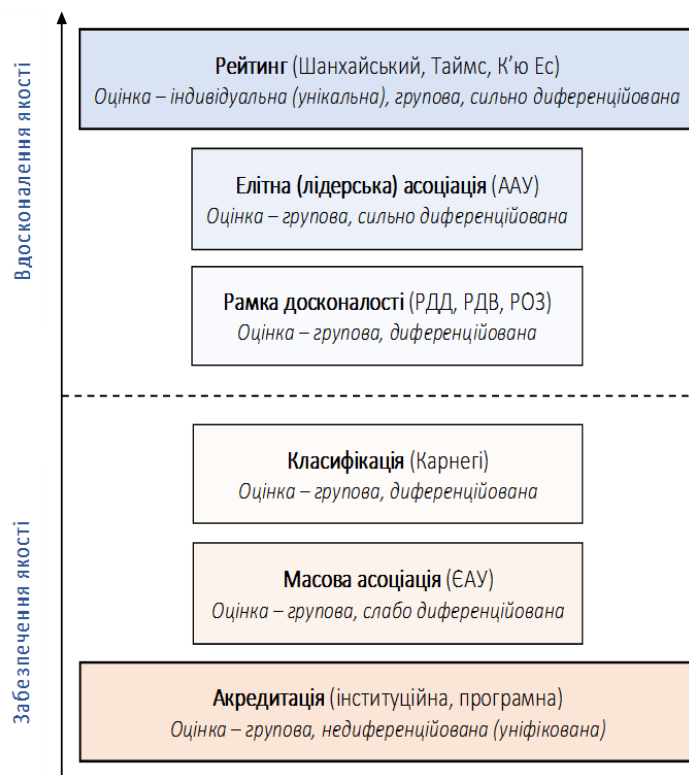 Вдосконалення якості
Рейтинг (Шанхайський, Таймс, К’ю Ес)
Оцінка – індивідуальна (унікальна), групова, сильно диференційована
Елітна (лідерська) асоціація (ААУ)
Оцінка – групова, сильно диференційована
Рамка досконалості (РДД, РДВ, РОЗ)
Оцінка – групова, диференційована
Забезпечення якості
Класифікація (Карнегі)
Оцінка – групова, диференційована
Масова асоціація (ЄАУ)
Оцінка – групова, слабо диференційована
Акредитація (інституційна, програмна)
Оцінка – групова, недиференційована (уніфікована)